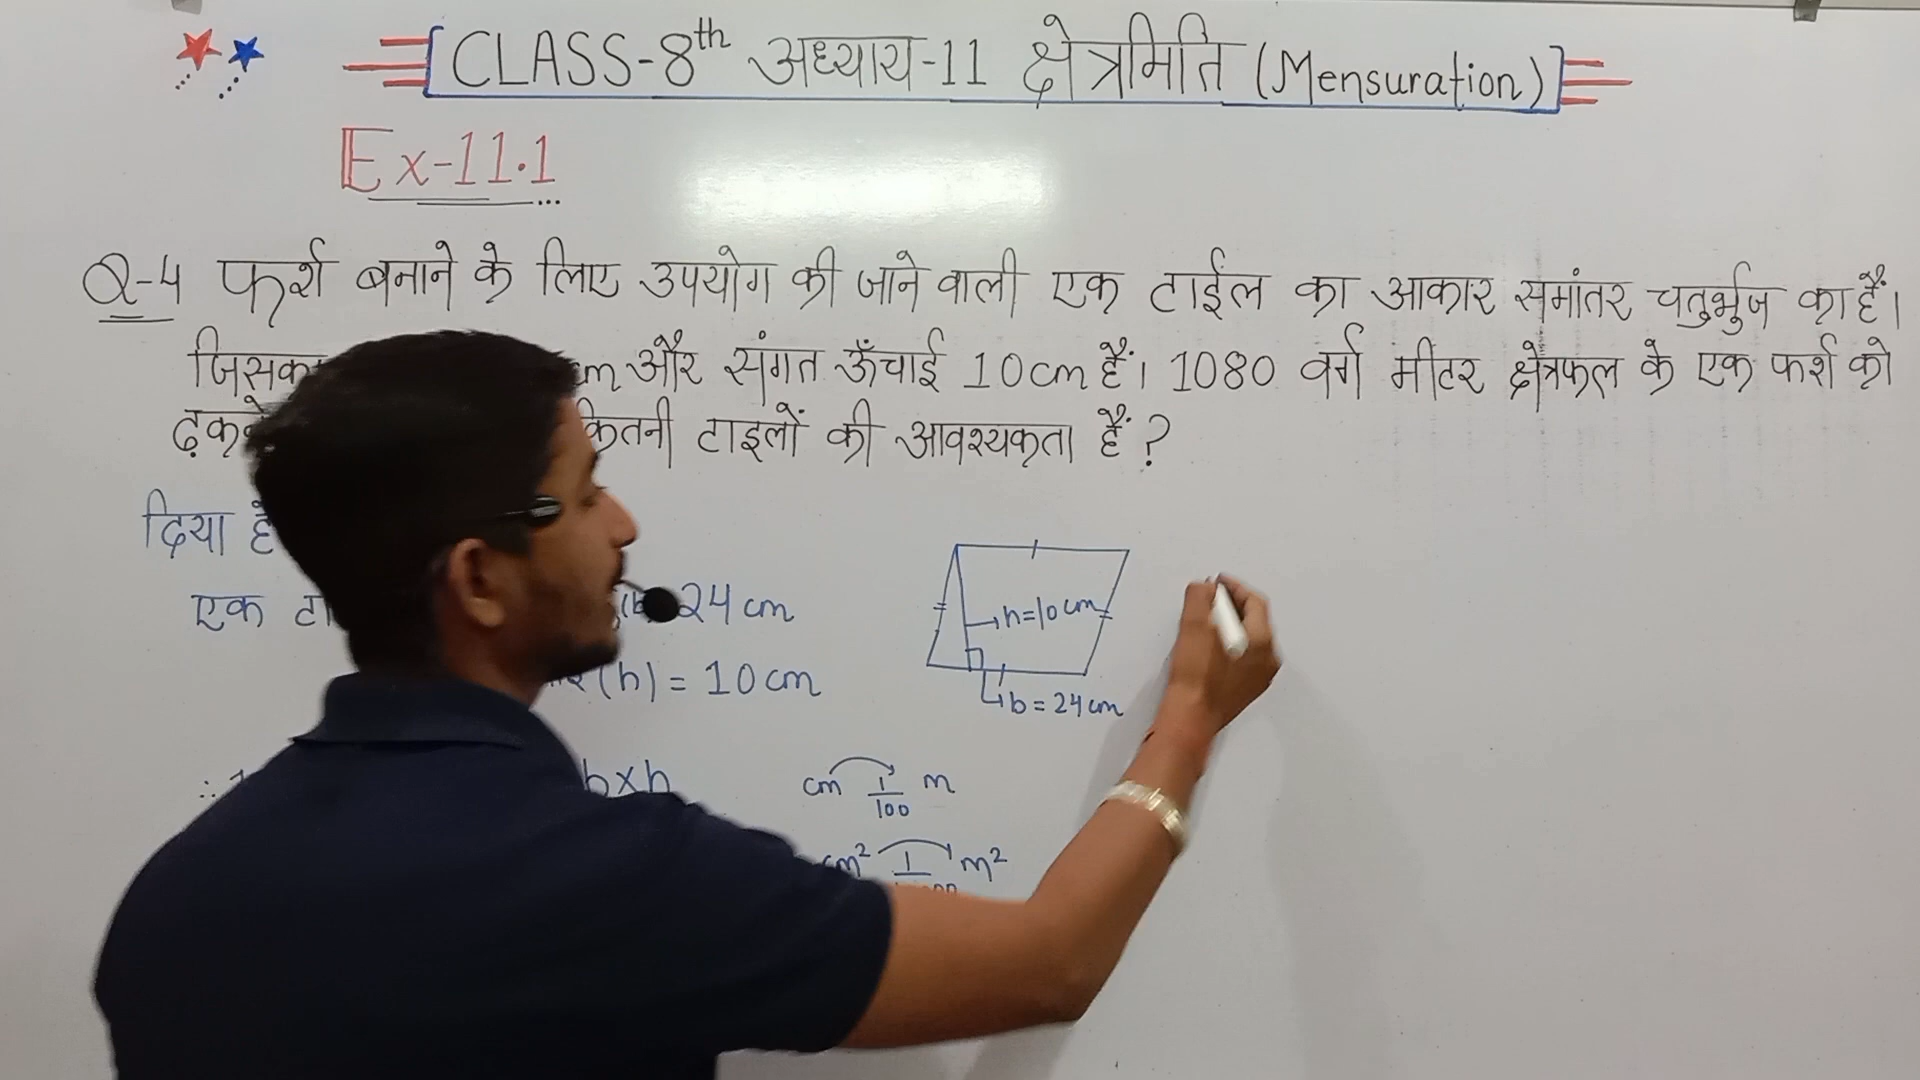 CLASS-8th अध्याय-11 क्षेत्रमिति (Mensuration)
Ex-11.1
Q-4 फर्श बनाने के लिए उपयोग की जाने वाली एक टाईल का आकार समांतर चतुर्भुज का हैं।
जिसका cm और संगत ऊँचाई 10cm हैं। 1080 वर्ग मीटर क्षेत्रफल के एक फर्श को
कितनी टाइलों की आवश्यकता हैं ?
दिया है
एक 24 cm
(h) = 10 cm
h=10cm
b = 24cm
∴ b×h
cm 1/100 m
cm² 1 m²